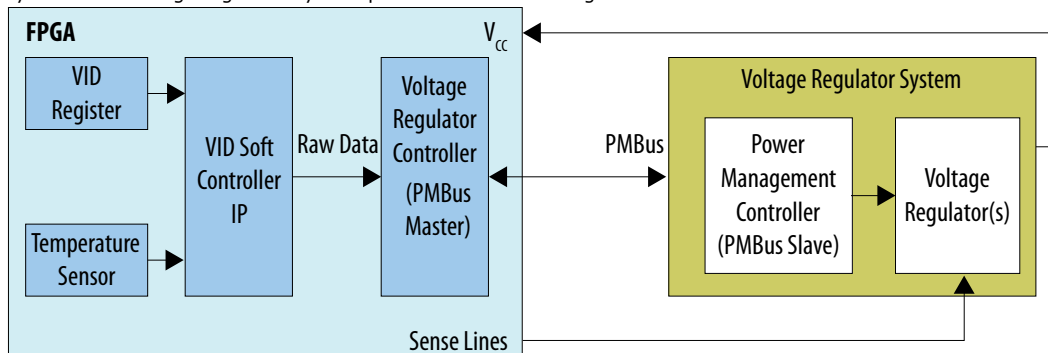 FPGA
V
CC
VID
Register
VID Soft
Controller
IP
Temperature
Sensor
Raw Data
Voltage
Regulator
Controller
(PMBus
Master)
Sense Lines
PMBus
Voltage Regulator System
Power
Management
Controller
(PMBus Slave)
Voltage
Regulator(s)